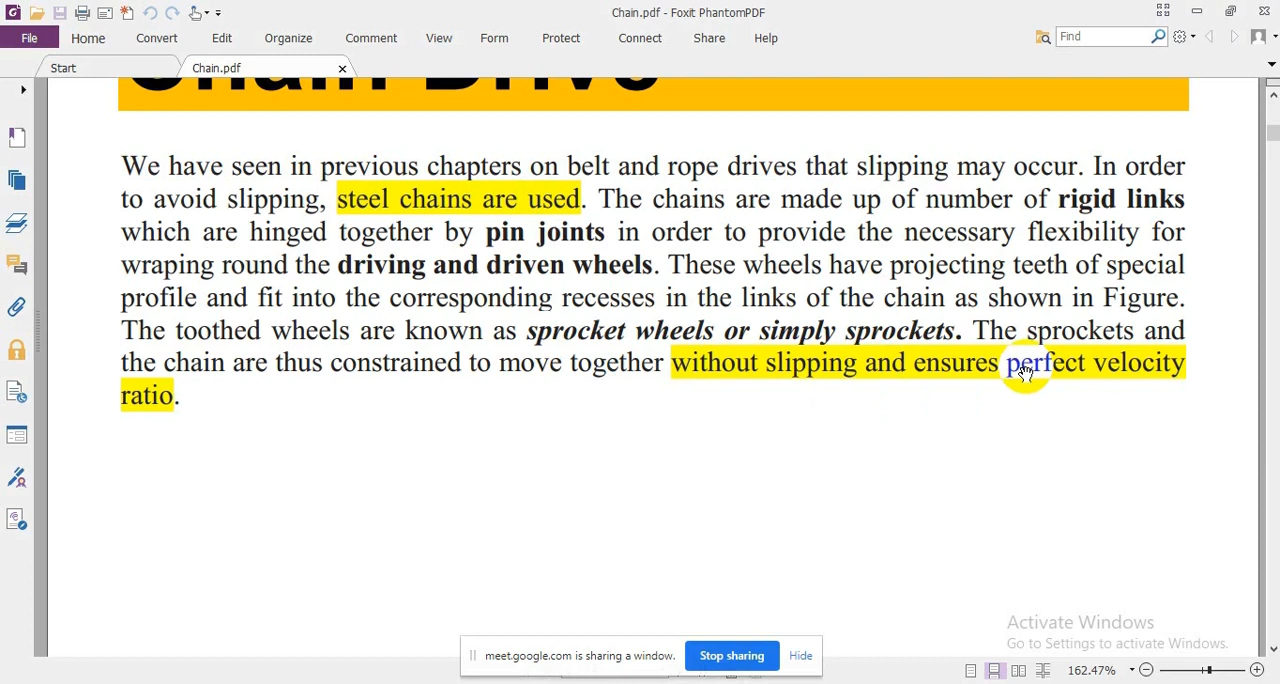 Chain.pdf - Foxit PhantomPDF
File Home Convert Edit Organize Comment View Form Protect Connect Share Help Find
Start Chain.pdf
Chain Drive
We have seen in previous chapters on belt and rope drives that slipping may occur. In order
to avoid slipping, steel chains are used. The chains are made up of number of rigid links
which are hinged together by pin joints in order to provide the necessary flexibility for
wraping round the driving and driven wheels. These wheels have projecting teeth of special
profile and fit into the corresponding recesses in the links of the chain as shown in Figure.
The toothed wheels are known as sprocket wheels or simply sprockets. The sprockets and
the chain are thus constrained to move together without slipping and ensures perfect velocity
ratio.
Activate Windows
Go to Settings to activate Windows.
meet.google.com is sharing a window. Stop sharing Hide
162.47%